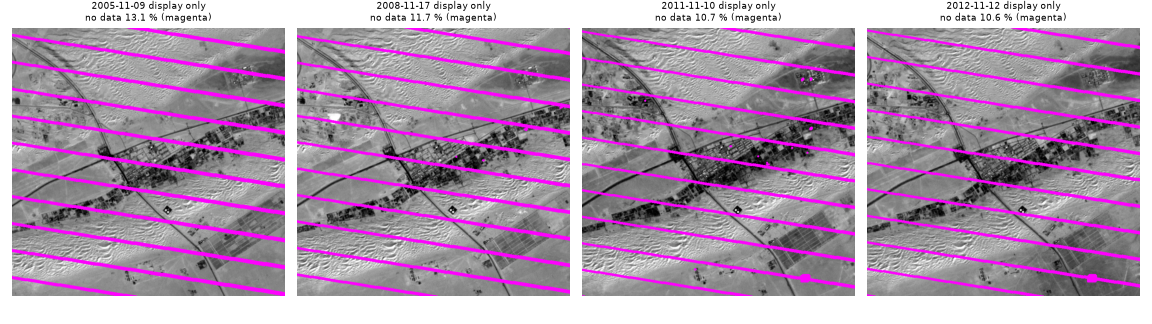 2005-11-09 display only
no data 13.1 % (magenta)
2008-11-17 display only
no data 11.7 % (magenta)
2011-11-10 display only
no data 10.7 % (magenta)
2012-11-12 display only
no data 10.6 % (magenta)